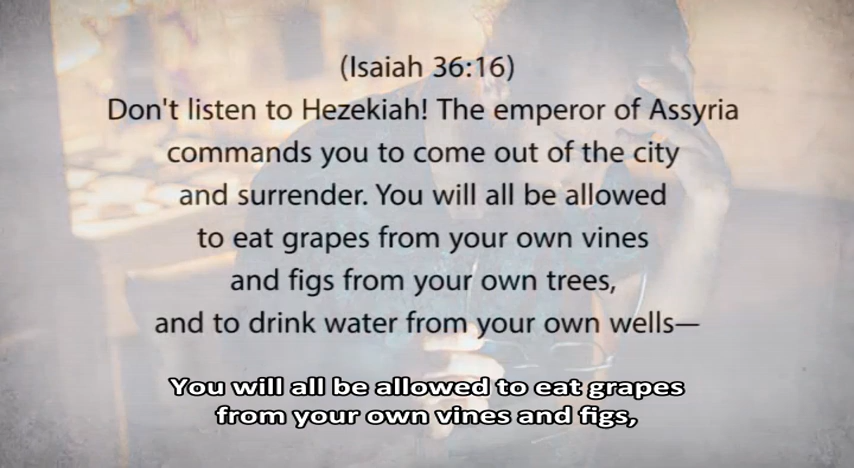 (Isaiah 36:16)
Don't listen to Hezekiah! The emperor of Assyria
commands you to come out of the city
and surrender. You will all be allowed
to eat grapes from your own vines
and figs from your own trees,
and to drink water from your own wells—
You will all be allowed to eat grapes
from your own vines and figs,